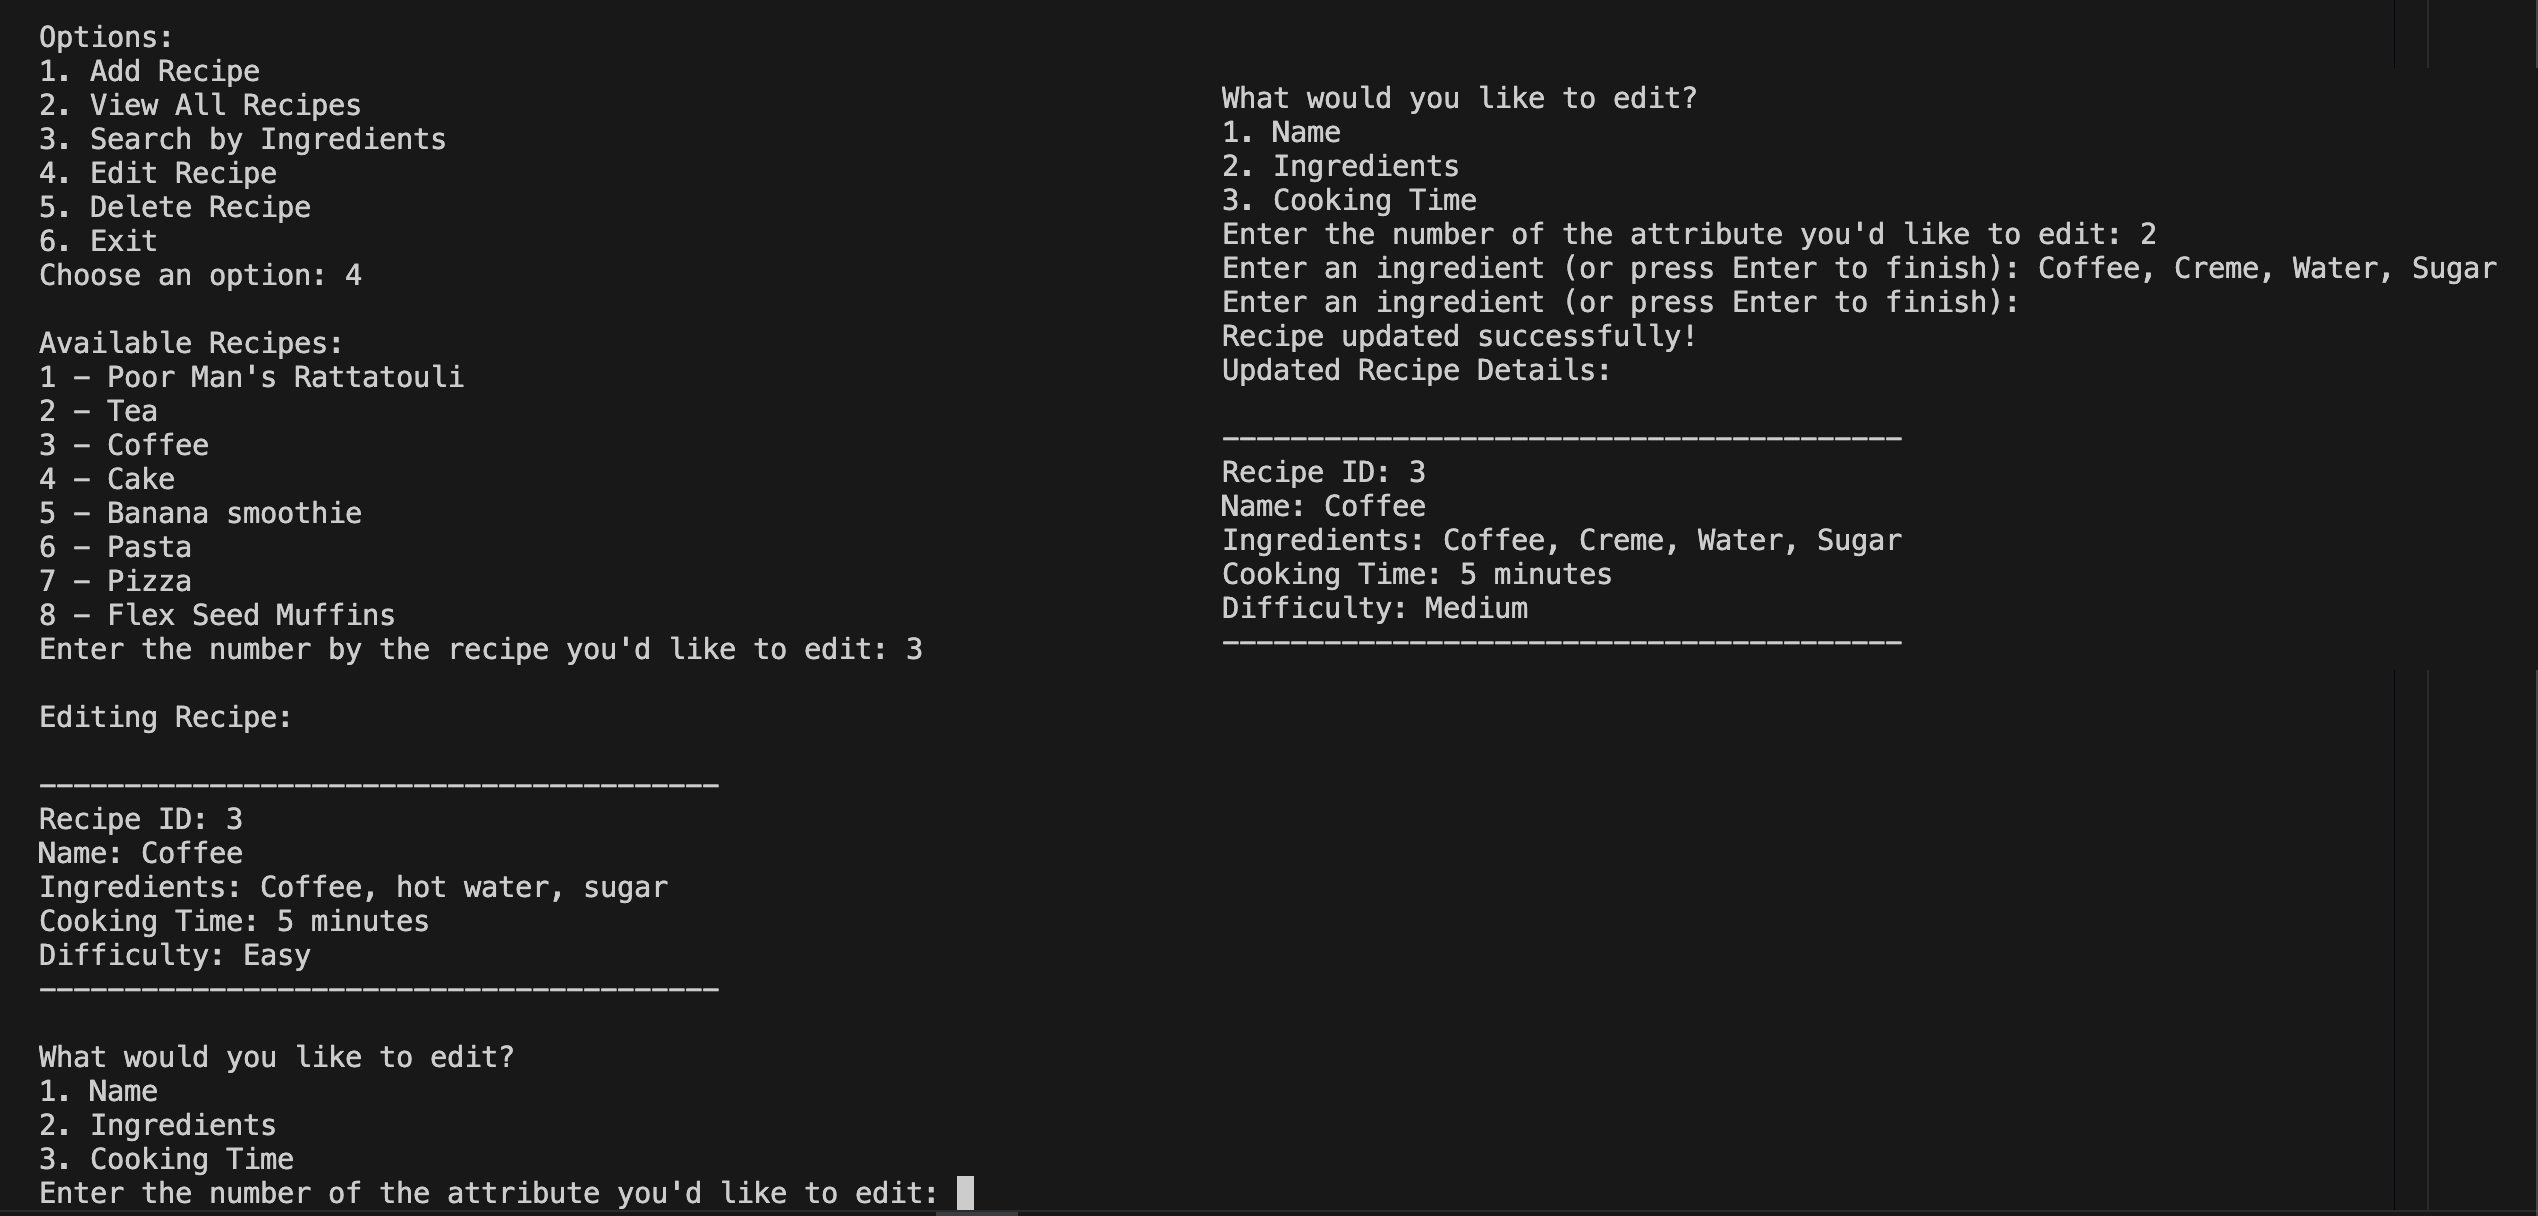 Options:
1. Add Recipe
2. View All Recipes
3. Search by Ingredients
4. Edit Recipe
5. Delete Recipe
6. Exit
Choose an option: 4
Available Recipes:
1 - Poor Man's Rattatouli
2 - Tea
3 - Coffee
4 - Cake
5 - Banana smoothie
6 - Pasta
7 - Pizza
8 - Flex Seed Muffins
Enter the number by the recipe you'd like to edit: 3
Editing Recipe:
----------------------------------------
Recipe ID: 3
Name: Coffee
Ingredients: Coffee, hot water, sugar
Cooking Time: 5 minutes
Difficulty: Easy
----------------------------------------
What would you like to edit?
1. Name
2. Ingredients
3. Cooking Time
Enter the number of the attribute you'd like to edit:
What would you like to edit?
1. Name
2. Ingredients
3. Cooking Time
Enter the number of the attribute you'd like to edit: 2
Enter an ingredient (or press Enter to finish): Coffee, Creme, Water, Sugar
Enter an ingredient (or press Enter to finish):
Recipe updated successfully!
Updated Recipe Details:
----------------------------------------
Recipe ID: 3
Name: Coffee
Ingredients: Coffee, Creme, Water, Sugar
Cooking Time: 5 minutes
Difficulty: Medium
----------------------------------------